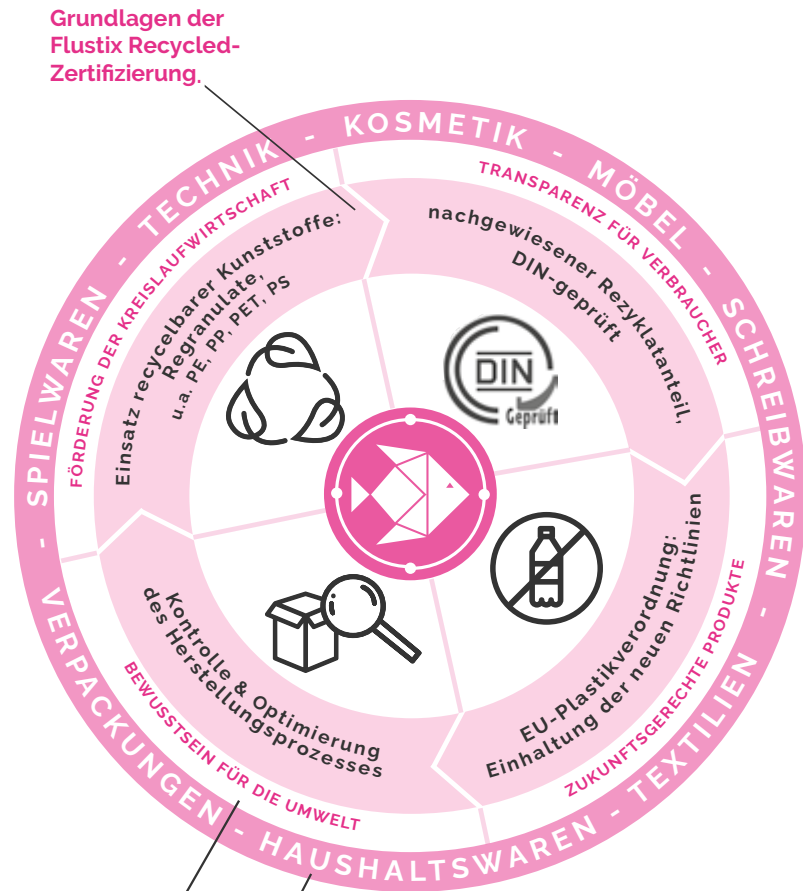 Grundlagen der
Flustix Recycled-
Zertifizierung.
SPIELWAREN - TECHNIK - KOSMETIK - MÖBEL - SCHREIBWAREN - TEXTILIEN - HAUSHALTSWAREN - VERPACKUNGEN -
FÖRDERUNG DER KREISLAUFWIRTSCHAFT
TRANSPARENZ FÜR VERBRAUCHER
ZUKUNFTSGERECHTE PRODUKTE
BEWUSSTSEIN FÜR DIE UMWELT
Einsatz recycelbarer Kunststoffe:
Regranulate,
u.a. PE, PP, PET, PS
nachgewiesener Rezyklatanteil,
DIN-geprüft
DIN
Geprüft
EU-Plastikverordnung:
Einhaltung der neuen Richtlinien
Kontrolle & Optimierung
des Herstellungsprozesses